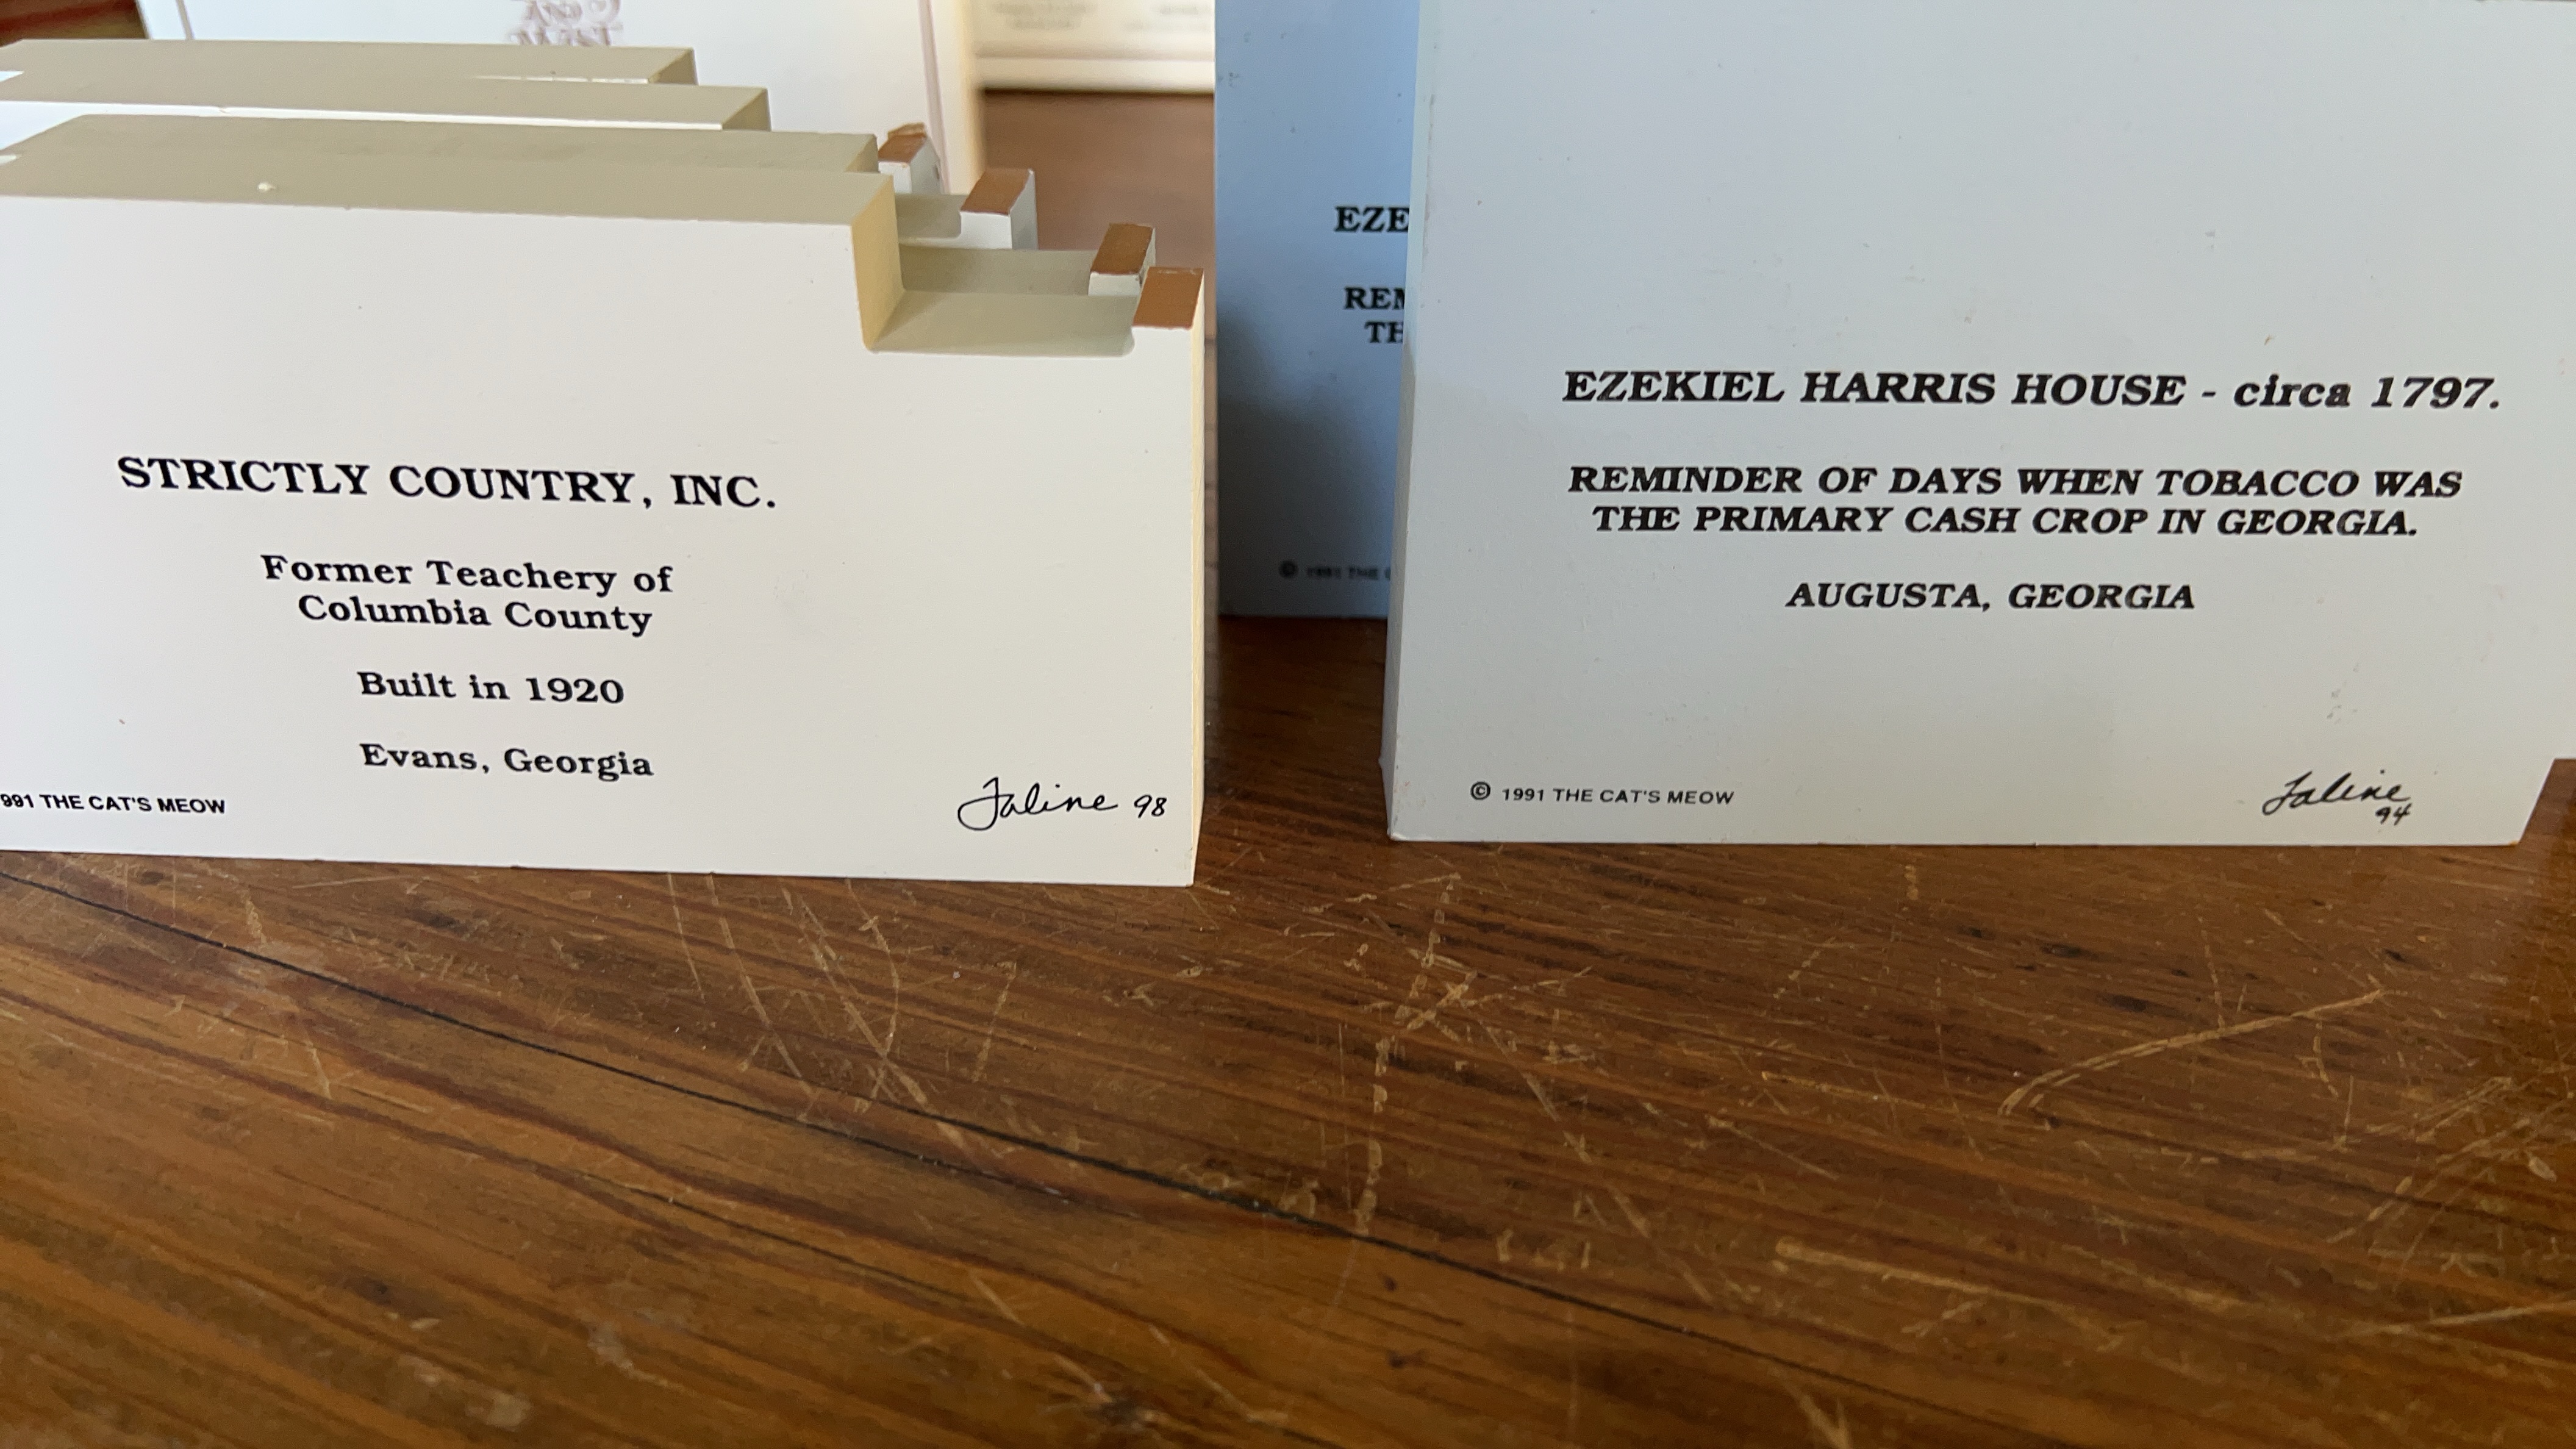 STRICTLY COUNTRY, INC.
Former Teachery of
Columbia County
Built in 1920
Evans, Georgia
991 THE CAT'S MEOW
Faline 98
EZE
REM
TH
© 1991 THE
EZEKIEL HARRIS HOUSE - circa 1797.
REMINDER OF DAYS WHEN TOBACCO WAS
THE PRIMARY CASH CROP IN GEORGIA.
AUGUSTA, GEORGIA
© 1991 THE CAT'S MEOW
Faline
94